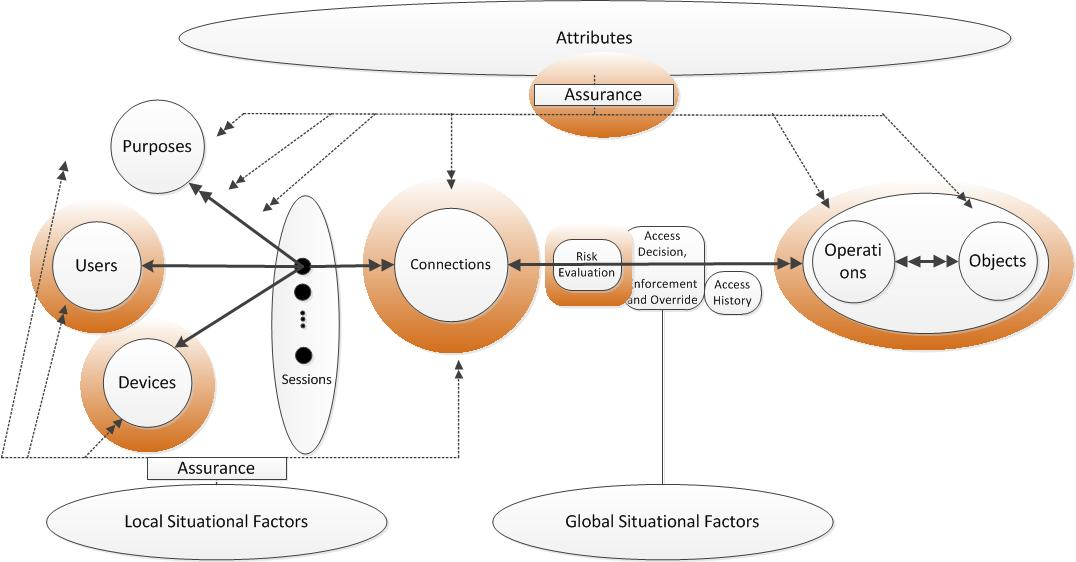 Attributes
Assurance
Purposes
Users
Devices
Sessions
Connections
Risk
Evaluation
Access
Decision,
Enforcement
and Override
Access
History
Operati
ons
Objects
Assurance
Local Situational Factors
Global Situational Factors